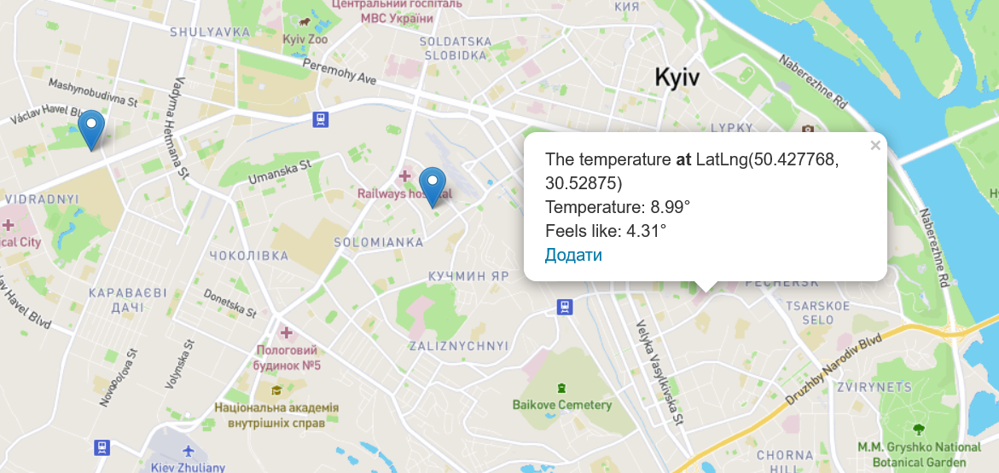 Центральний госпіталь
МВС України
КИЯ
SHULYAVKA
Kyiv Zoo
SOLDATSKA
SLOBIDKA
Peremohy Ave
Kyiv
Naberezhne Rd
Mashynobudivna St
Vadyma Hetmana St
Václav Havel Blv
LYPKY
The temperature at LatLng(50.427768,
30.52875)
Temperature: 8.99°
Feels like: 4.31°
Додати
×
Umanska St
Railways hospital
VIDRADNYI
ical City
SOLOMIANKA
ЧОКОЛІВКА
Naberezhne Rd
КУЧМИН ЯР
PECHERSK
КАРАВАЄВІ
ДАЧІ
Donetska St
lav Havel Blvd
TSARSKOE
SELO
ZALIZNYCHNYI
Velyka Vasylkivska St
Druzhby Narodiv Blvd
Пологовий
будинок №5
Novopolova St
Volynska St
ZVIRYNETS
Baikove Cemetery
Національна академія
внутрішніх справ
M.M. Gryshko National
Botanical Garden
CHORNA
HILL
Kiev Zhuliany